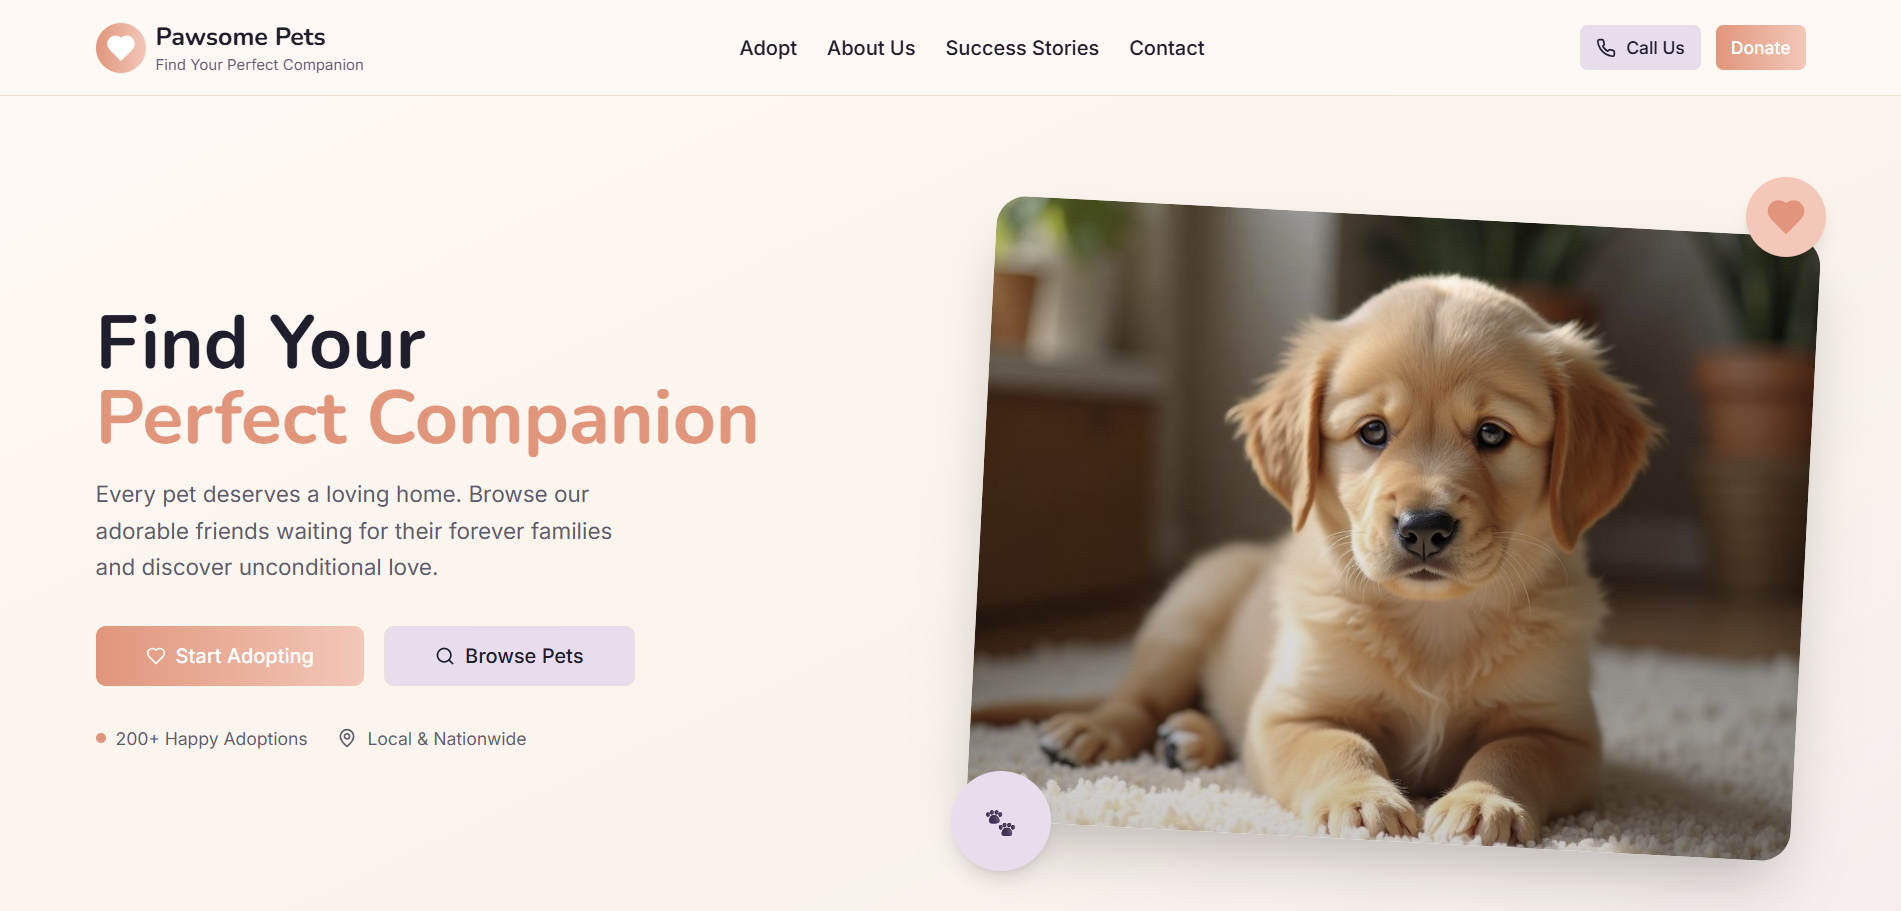 Pawsome Pets
Find Your Perfect Companion
Adopt
About Us
Success Stories
Contact
Call Us
Donate
Find Your
Perfect Companion
Every pet deserves a loving home. Browse our
adorable friends waiting for their forever families
and discover unconditional love.
Start Adopting
Browse Pets
200+ Happy Adoptions
Local & Nationwide